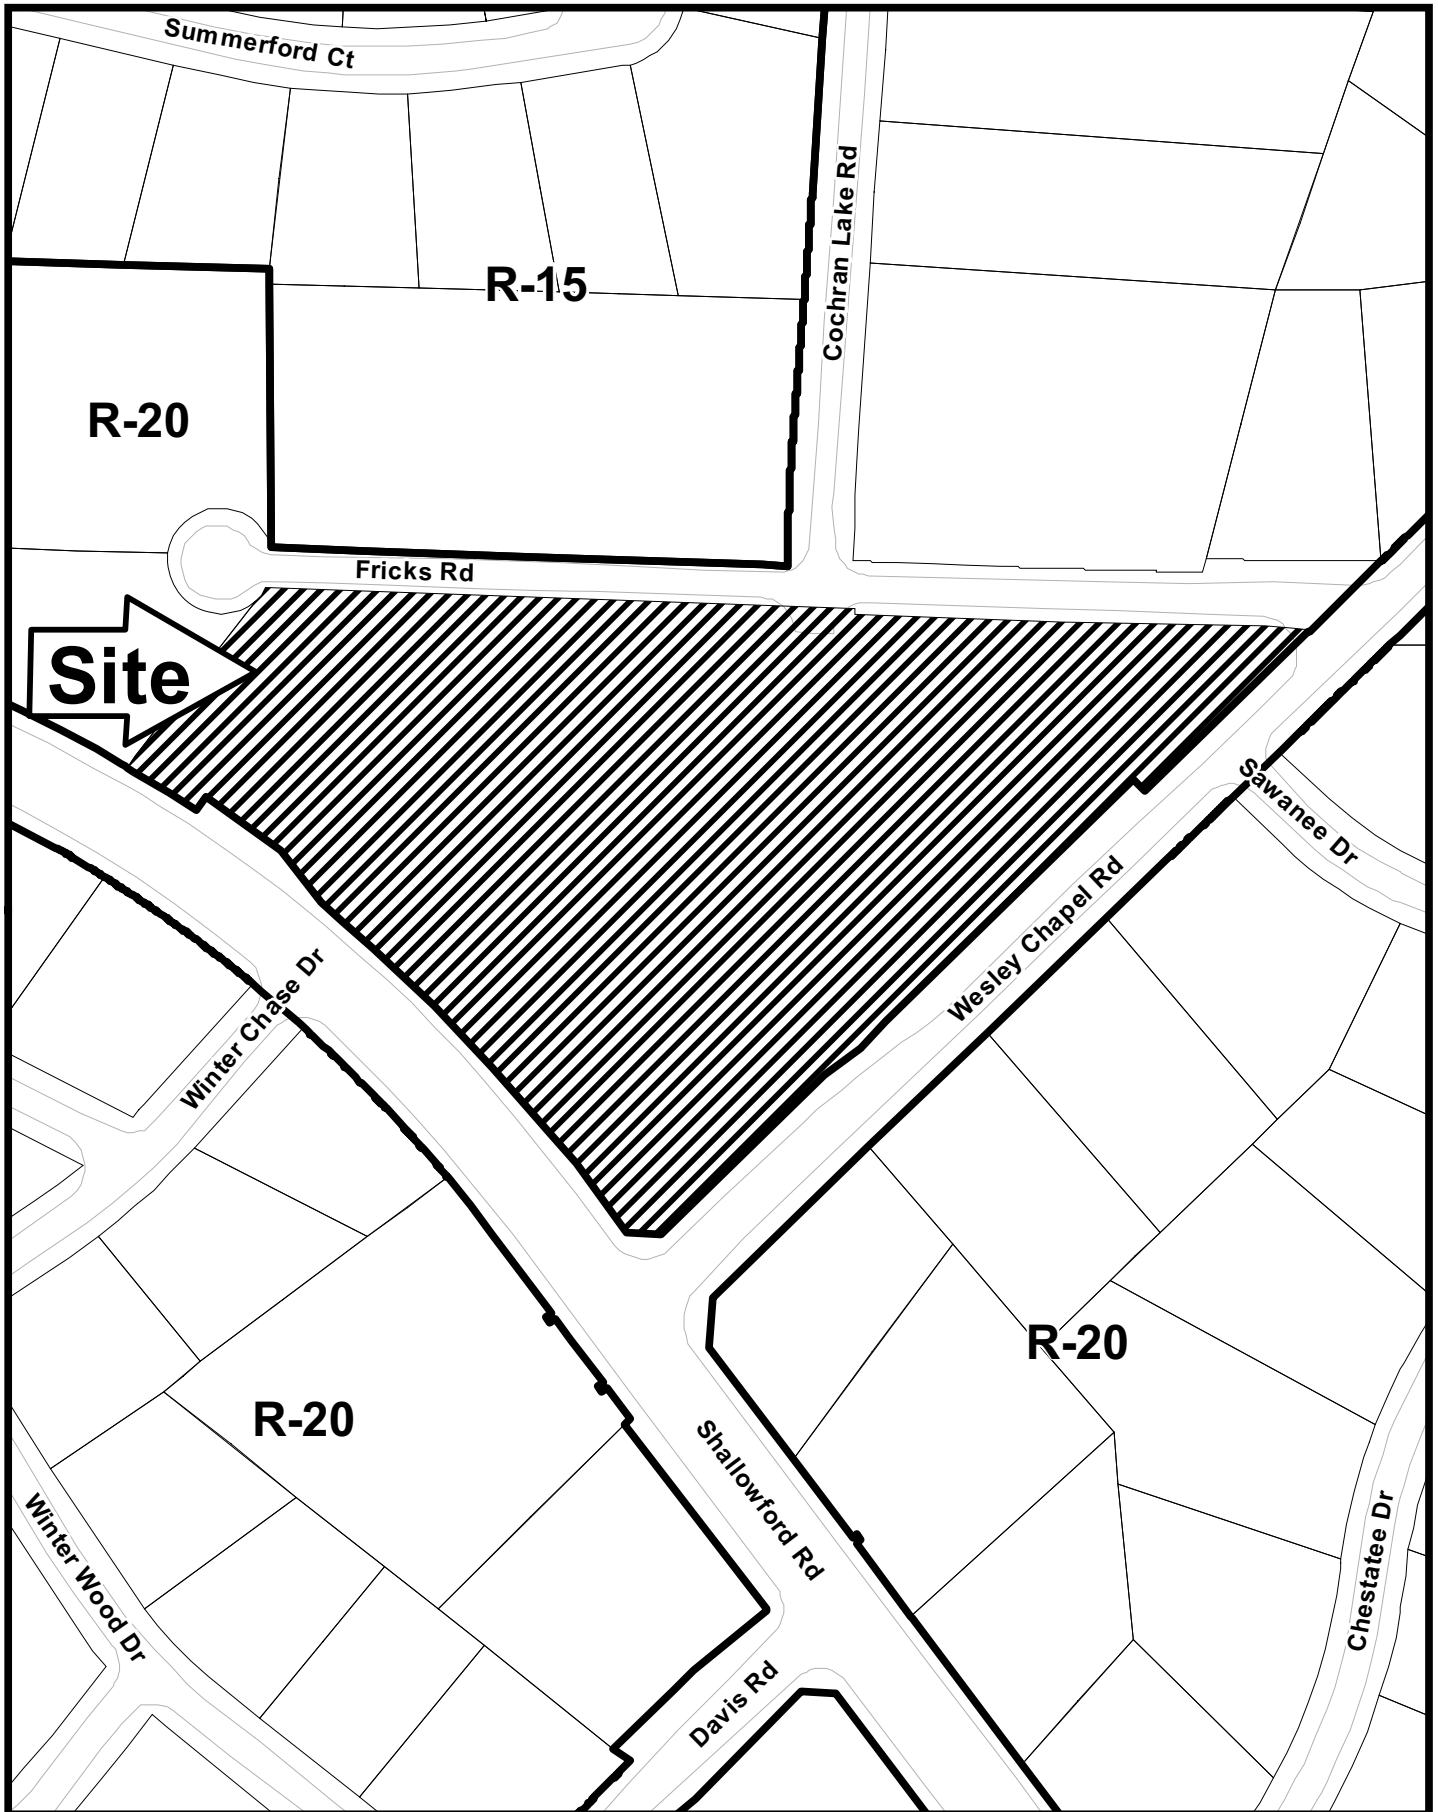 Summerford Ct
Cochran Lake Rd
R-15
R-20
Fricks Rd
Site
Sawanee Dr
Wesley Chapel Rd
Winter Chase Dr
R-20
R-20
Shallowford Rd
Winter Wood Dr
Chestatee Dr
Davis Rd